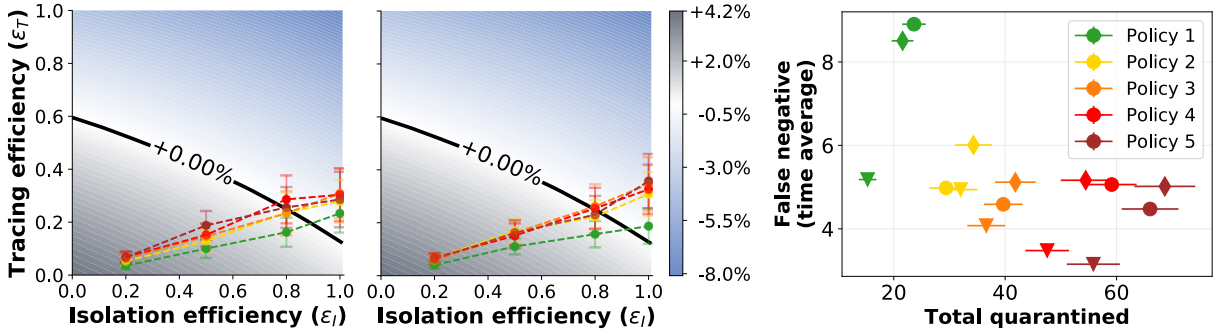 Tracing efficiency (ε_T)
1.0
0.8
0.6
0.4
0.2
0.0
+0.00%
0.0 0.2 0.4 0.6 0.8 1.0
Isolation efficiency (ε_I)
+0.00%
0.0 0.2 0.4 0.6 0.8 1.0
Isolation efficiency (ε_I)
+4.2%
+2.0%
-0.5%
-3.0%
-5.5%
-8.0%
False negative
(time average)
8
6
4
Policy 1
Policy 2
Policy 3
Policy 4
Policy 5
20 40 60
Total quarantined